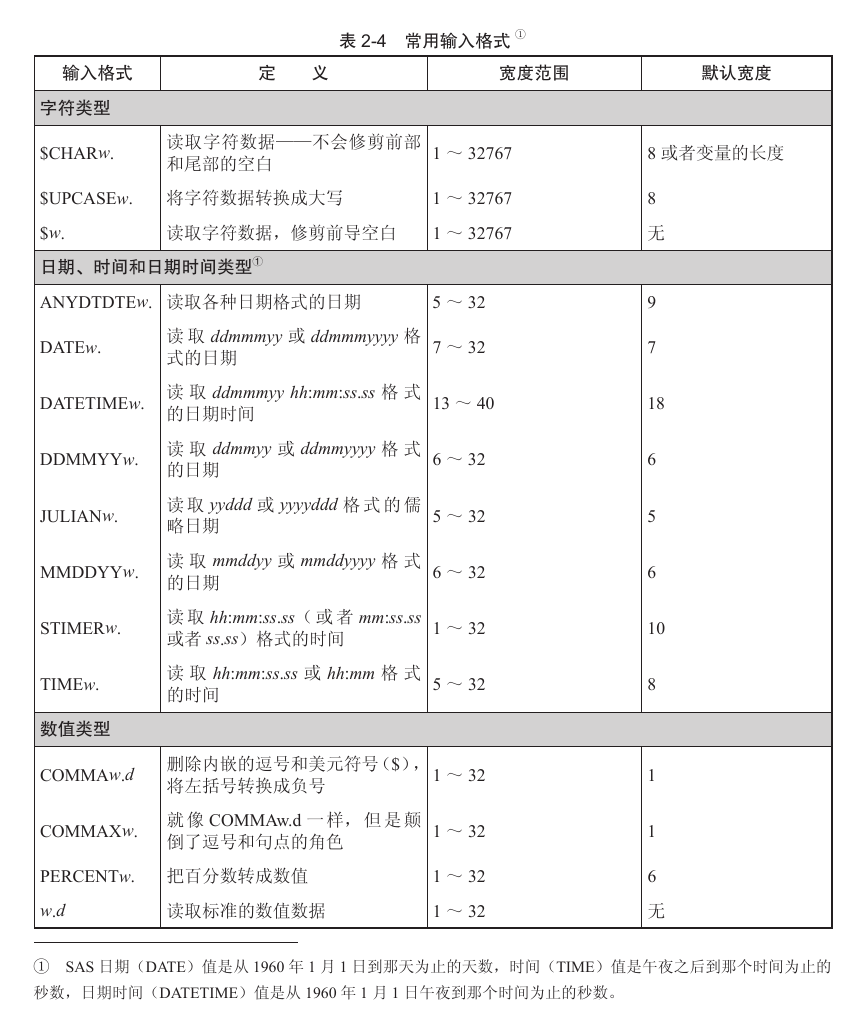 表 2-4 常用输入格式①
输入格式 定 义 宽度范围 默认宽度
字符类型
$CHARw. 读取字符数据——不会修剪前部 1 ~ 32767 8 或者变量的长度
和尾部的空白
$UPCASEw. 将字符数据转换成大写 1 ~ 32767 8
$w. 读取字符数据，修剪前导空白 1 ~ 32767 无
日期、时间和日期时间类型①
ANYDTDTEw. 读取各种日期格式的日期 5 ~ 32 9
DATEw. 读取 ddmmmyy 或 ddmmmyyyy 格 7 ~ 32 7
式的日期
DATETIMEw. 读取 ddmmmyy hh:mm:ss.ss 格式 13 ~ 40 18
的日期时间
DDMMYYw. 读取 ddmmyy 或 ddmmyyyy 格式 6 ~ 32 6
的日期
JULIANw. 读取 yyddd 或 yyyyddd 格式的儒 5 ~ 32 5
略日期
MMDDYYw. 读取 mmddyy 或 mmddyyyy 格式 6 ~ 32 6
的日期
STIMERw. 读取 hh:mm:ss.ss（或者 mm:ss.ss 1 ~ 32 10
或者 ss.ss）格式的时间
TIMEw. 读取 hh:mm:ss.ss 或 hh:mm 格式 5 ~ 32 8
的时间
数值类型
COMMAw.d 删除内嵌的逗号和美元符号（$）， 1 ~ 32 1
将左括号转换成负号
COMMAXw. 就像 COMMAw.d 一样，但是颠 1 ~ 32 1
倒了逗号和句点的角色
PERCENTw. 把百分数转成数值 1 ~ 32 6
w.d 读取标准的数值数据 1 ~ 32 无
① SAS 日期（DATE）值是从 1960 年 1 月 1 日到那天为止的天数，时间（TIME）值是午夜之后到那个时间为止的
秒数，日期时间（DATETIME）值是从 1960 年 1 月 1 日午夜到那个时间为止的秒数。